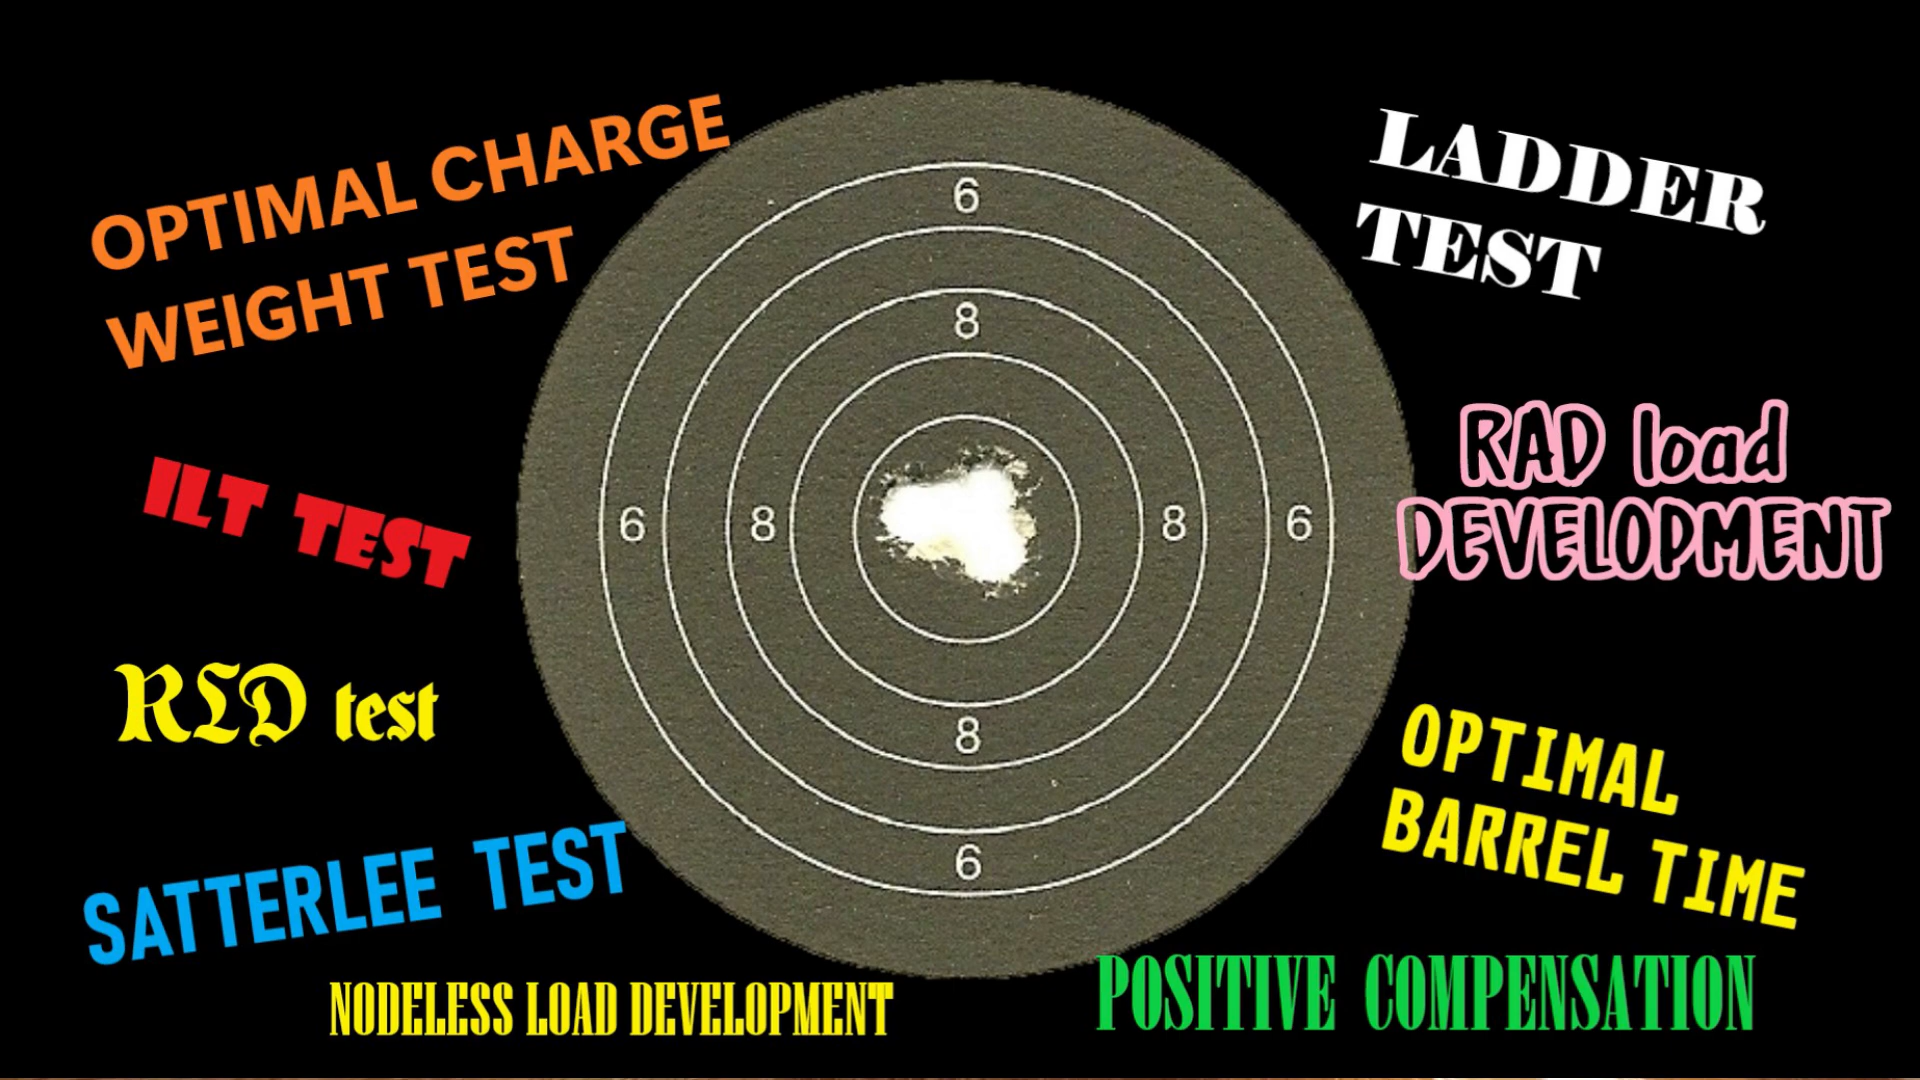 OPTIMAL CHARGE
WEIGHT TEST
LADDER
TEST
ILT TEST
RAD load
DEVELOPMENT
RLD test
OPTIMAL
BARREL TIME
SATTERLEE TEST
NODELESS LOAD DEVELOPMENT
POSITIVE COMPENSATION
6
8
6 8 8 6
8
6